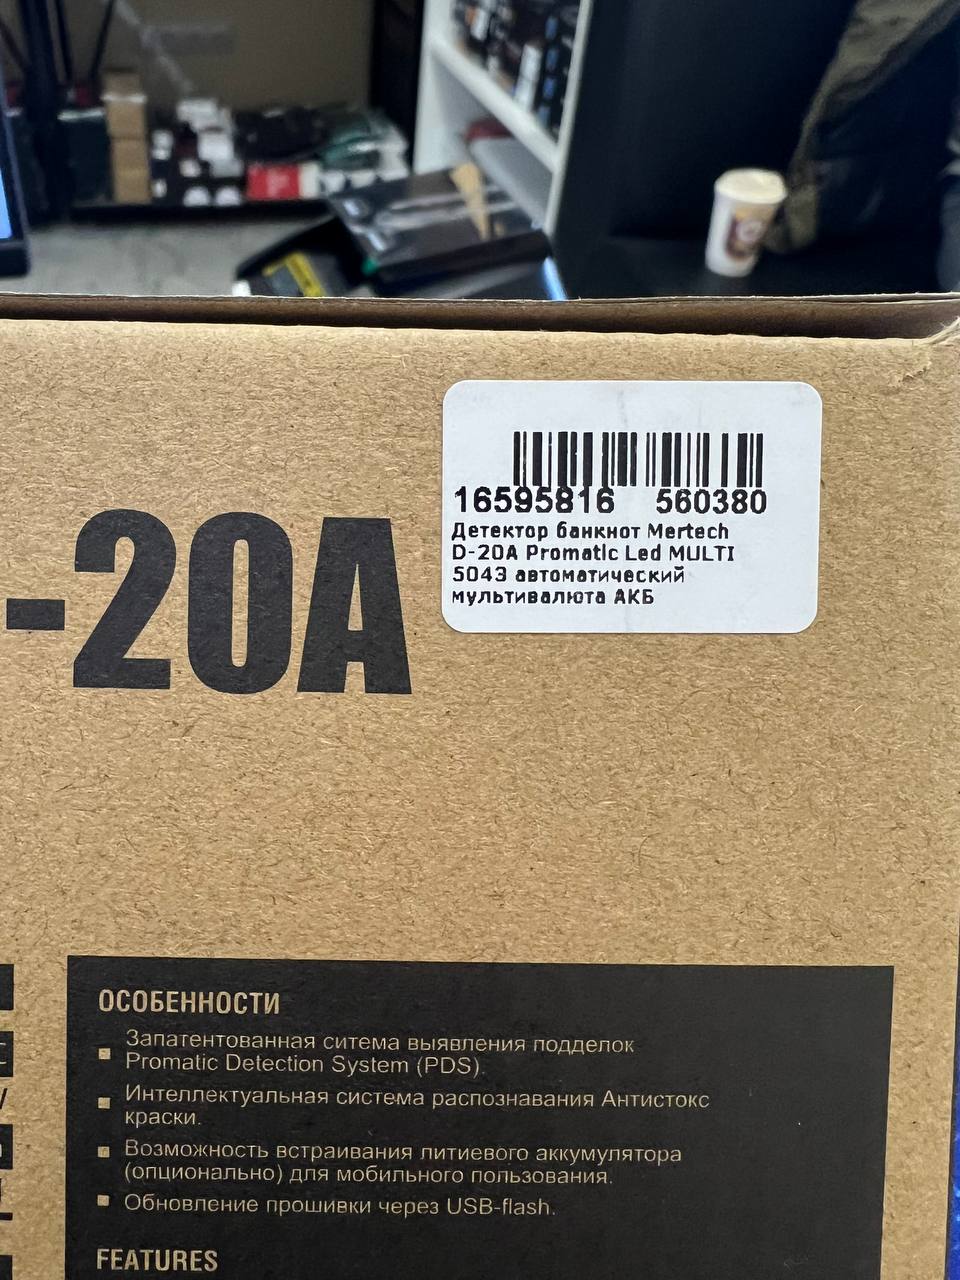 -20A
16595816 560380
Детектор банкнот Mertech
D-20A Promatic Led MULTI
5043 автоматический
мультивалюта АКБ
ОСОБЕННОСТИ
Запатентованная ситема выявления подделок
Promatic Detection System (PDS).
Интеллектуальная система распознавания Антистокс
краски.
Возможность встраивания литиевого аккумулятора
(опционально) для мобильного пользования.
Обновление прошивки через USB-flash.
FEATURES